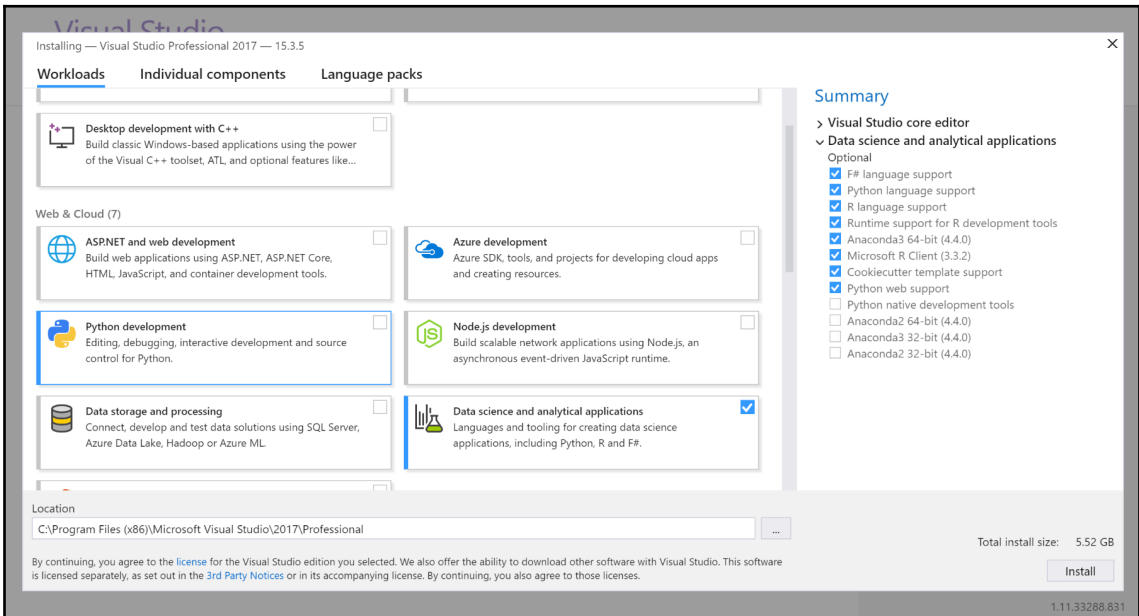 Visual Studio
Installing — Visual Studio Professional 2017 — 15.3.5
Workloads
Individual components
Language packs
Desktop development with C++
Build classic Windows-based applications using the power
of the Visual C++ toolset, ATL, and optional features like...
Web & Cloud (7)
ASP.NET and web development
Build web applications using ASP.NET, ASP.NET Core,
HTML, JavaScript, and container development tools.
Azure development
Azure SDK, tools, and projects for developing cloud apps
and creating resources.
Python development
Editing, debugging, interactive development and source
control for Python.
Node.js development
Build scalable network applications using Node.js, an
asynchronous event-driven JavaScript runtime.
Data storage and processing
Connect, develop and test data solutions using SQL Server,
Azure Data Lake, Hadoop or Azure ML.
Data science and analytical applications
Languages and tooling for creating data science
applications, including Python, R and F#.
Summary
Visual Studio core editor
Data science and analytical applications
Optional
F# language support
Python language support
R language support
Runtime support for R development tools
Anaconda3 64-bit (4.4.0)
Microsoft R Client (3.3.2)
Cookiecutter template support
Python web support
Python native development tools
Anaconda2 64-bit (4.4.0)
Anaconda3 32-bit (4.4.0)
Anaconda2 32-bit (4.4.0)
Location
C:\Program Files (x86)\Microsoft Visual Studio\2017\Professional
...
By continuing, you agree to the license for the Visual Studio edition you selected. We also offer the ability to download other software with Visual Studio. This software
is licensed separately, as set out in the 3rd Party Notices or in its accompanying license. By continuing, you also agree to those licenses.
Total install size: 5.52 GB
Install
1.11.33288.831